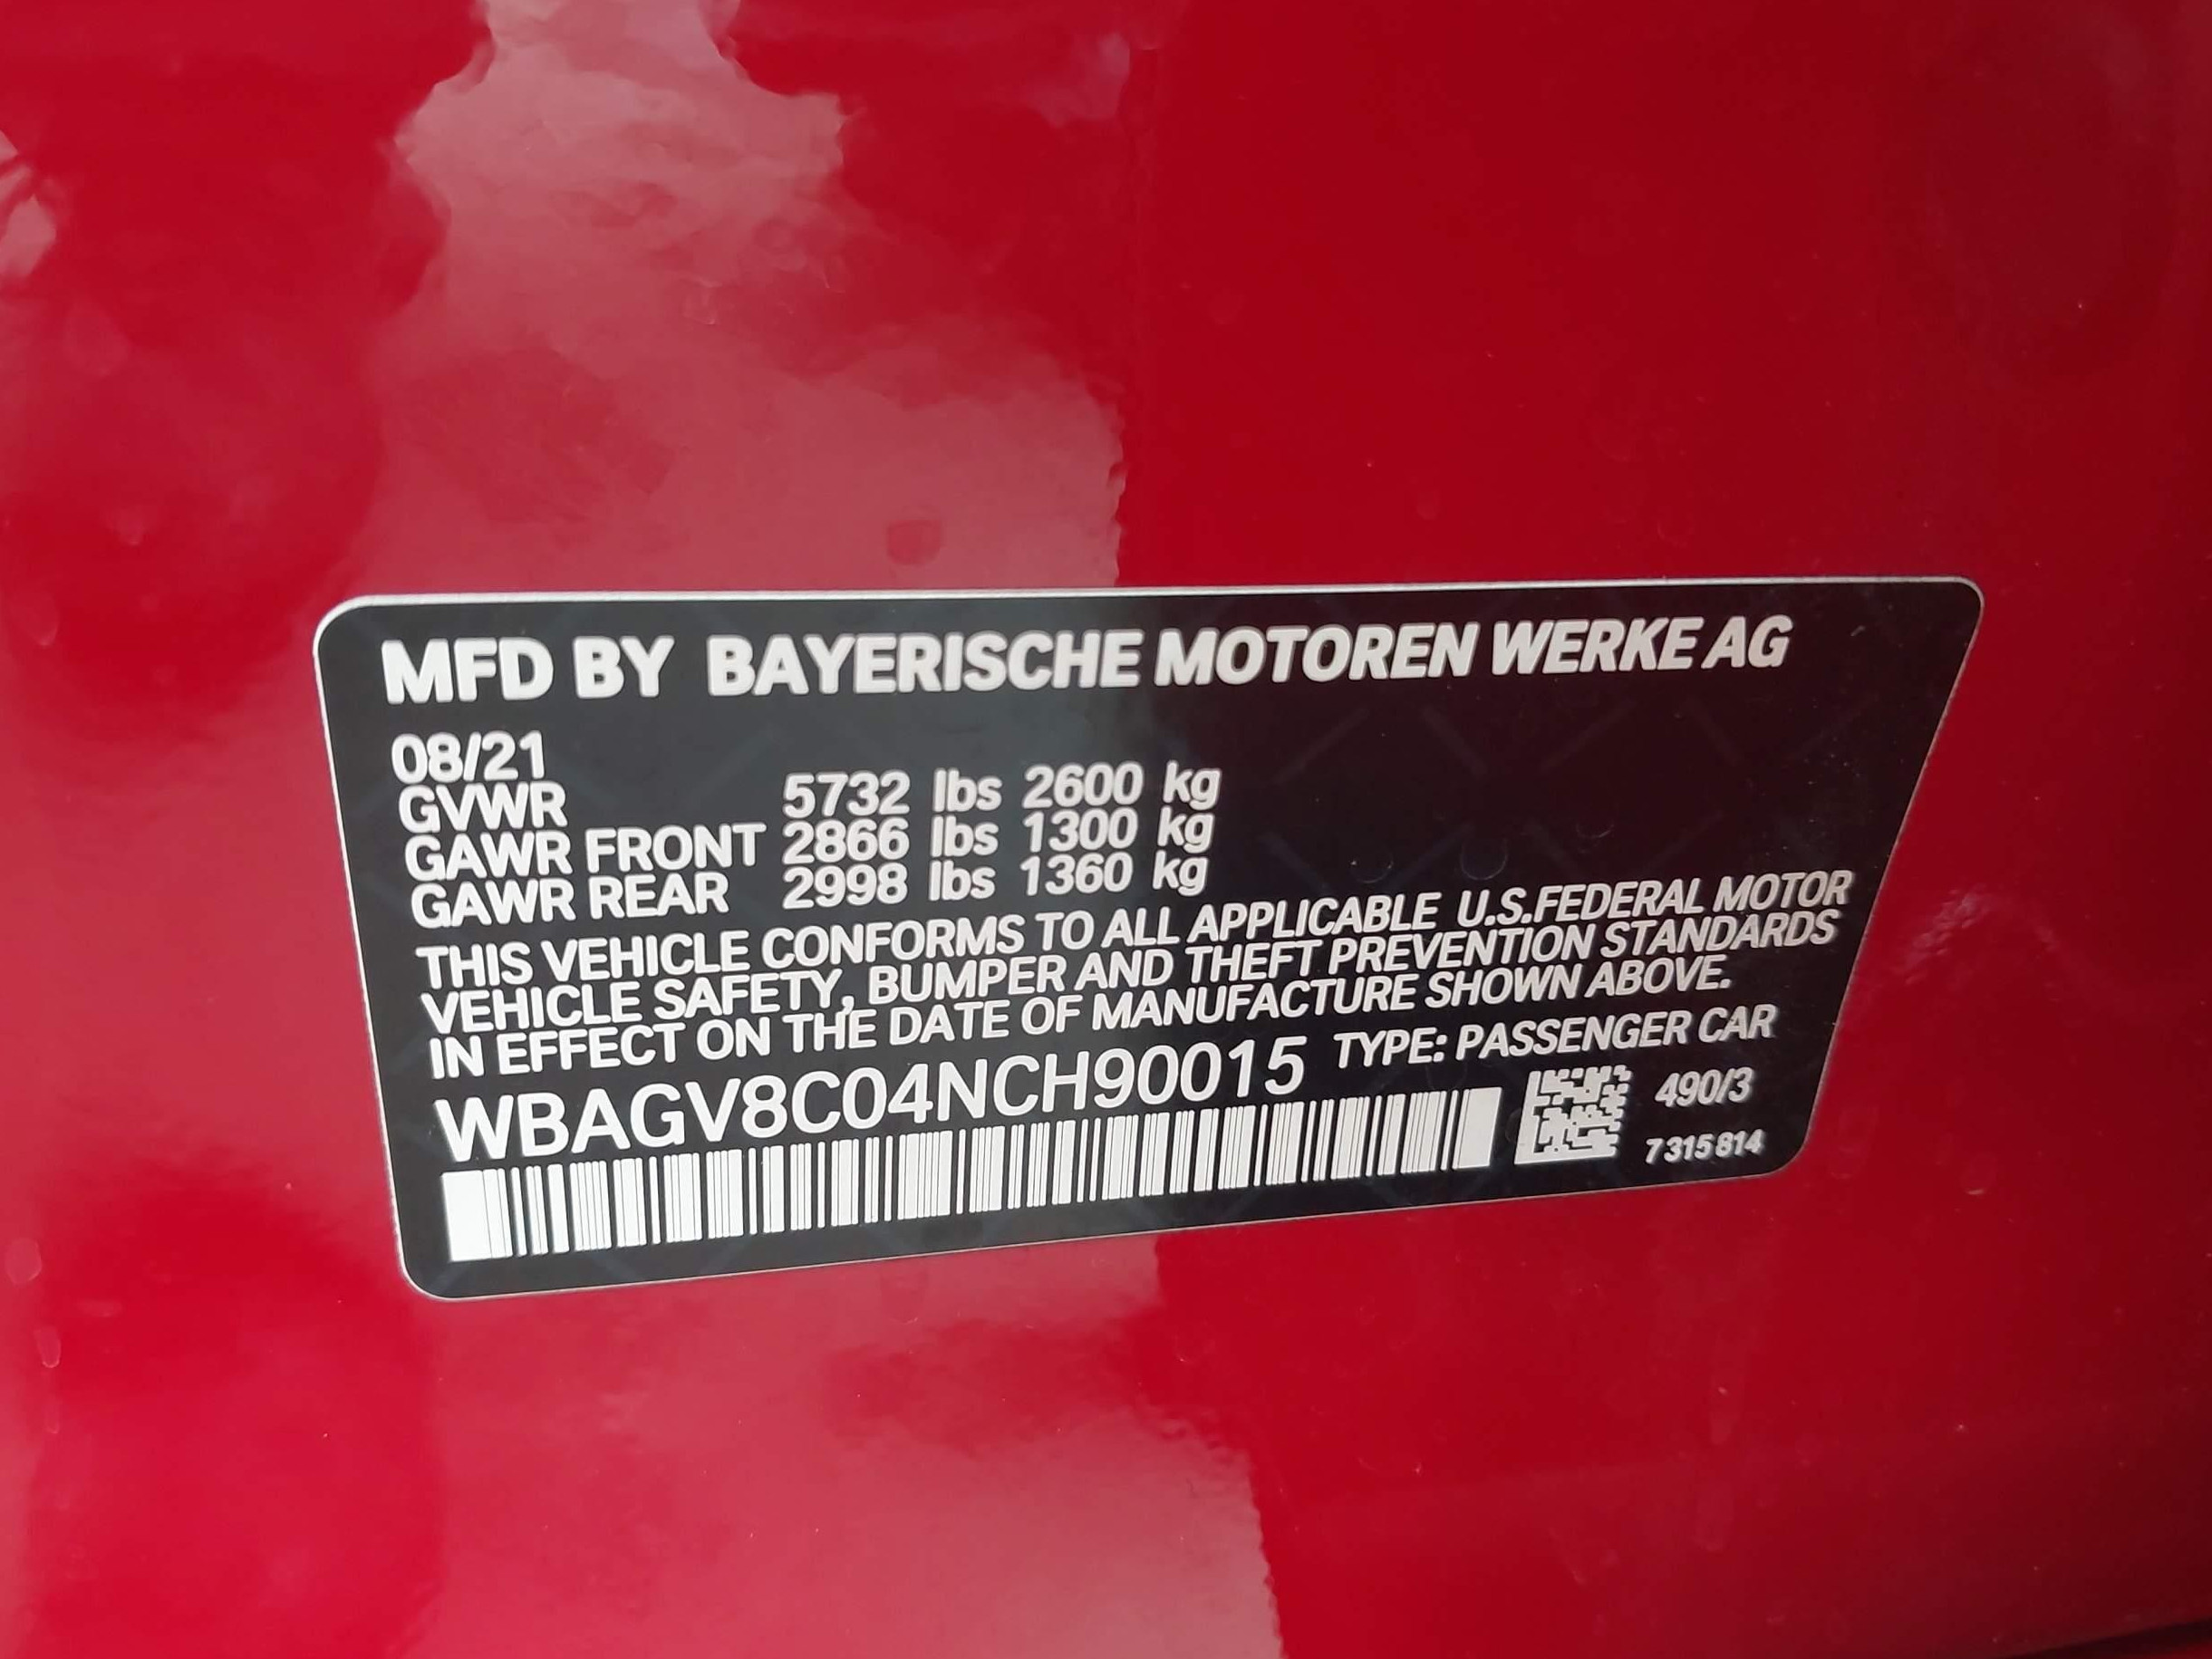 MFD BY BAYERISCHE MOTOREN WERKE AG
08/21
GVWR 5732 lbs 2600 kg
GAWR FRONT 2866 lbs 1300 kg
GAWR REAR 2998 lbs 1360 kg
THIS VEHICLE CONFORMS TO ALL APPLICABLE U.S.FEDERAL MOTOR
VEHICLE SAFETY, BUMPER AND THEFT PREVENTION STANDARDS
IN EFFECT ON THE DATE OF MANUFACTURE SHOWN ABOVE.
WBAGV8C04NCH90015 TYPE: PASSENGER CAR
490/3
7315814